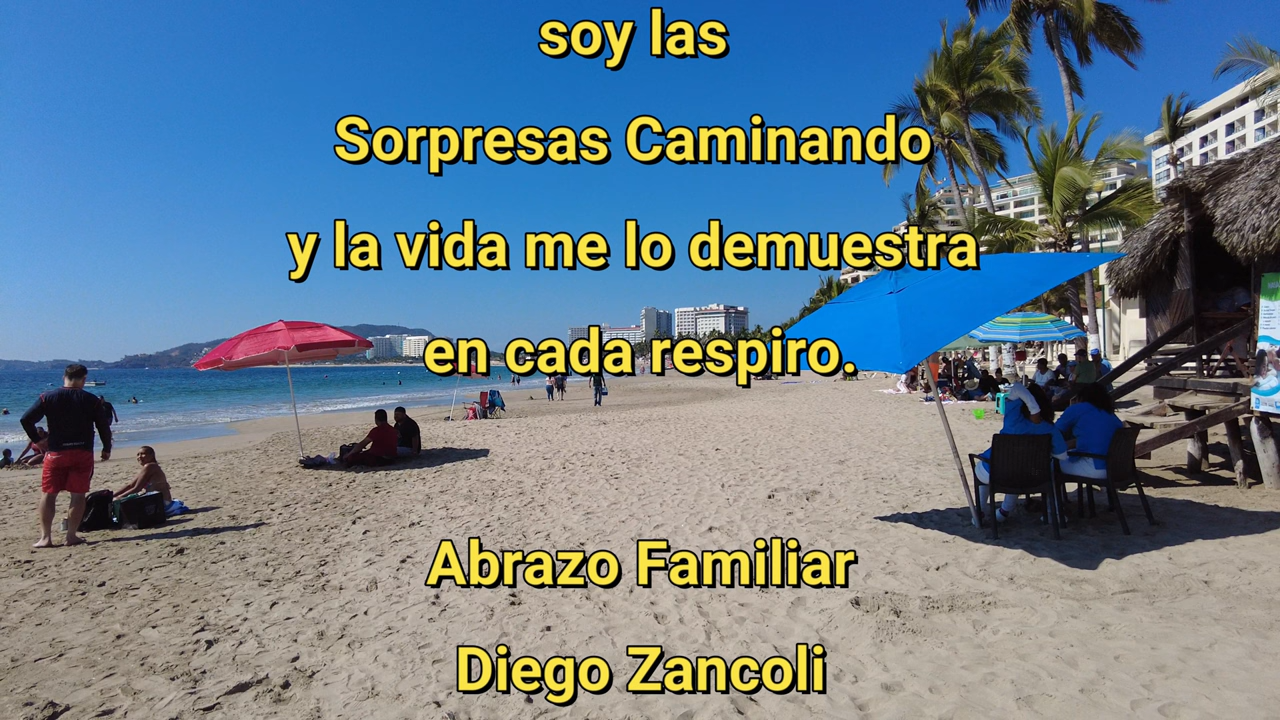 soy las
Sorpresas Caminando
y la vida me lo demuestra
en cada respiro.
Abrazo Familiar
Diego Zancoli